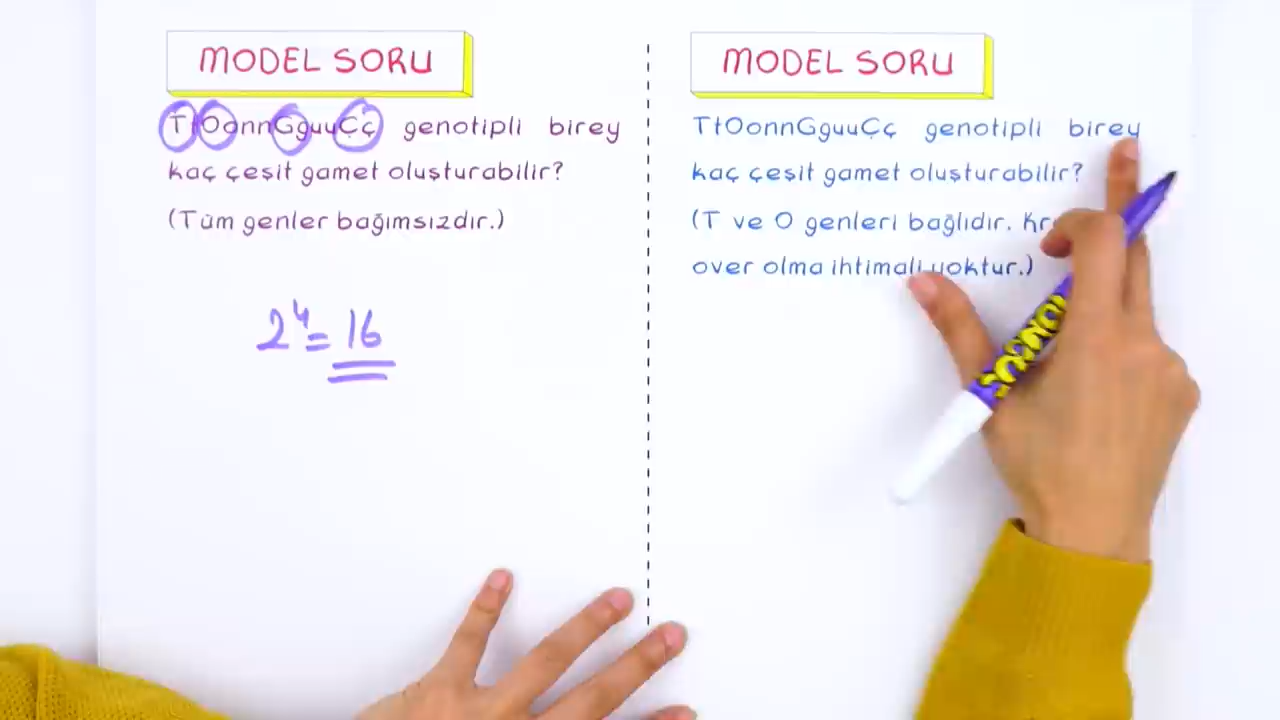 MODEL SORU
TtOonnGguuÇç genotipli birey
kaç çeşit gamet oluşturabilir?
(Tüm genler bağımsızdır.)
2⁴ = 16
MODEL SORU
TtOonnGguuÇç genotipli birey
kaç çeşit gamet oluşturabilir?
(T ve O genleri bağlıdır.
over olma ihtimali yoktur.)